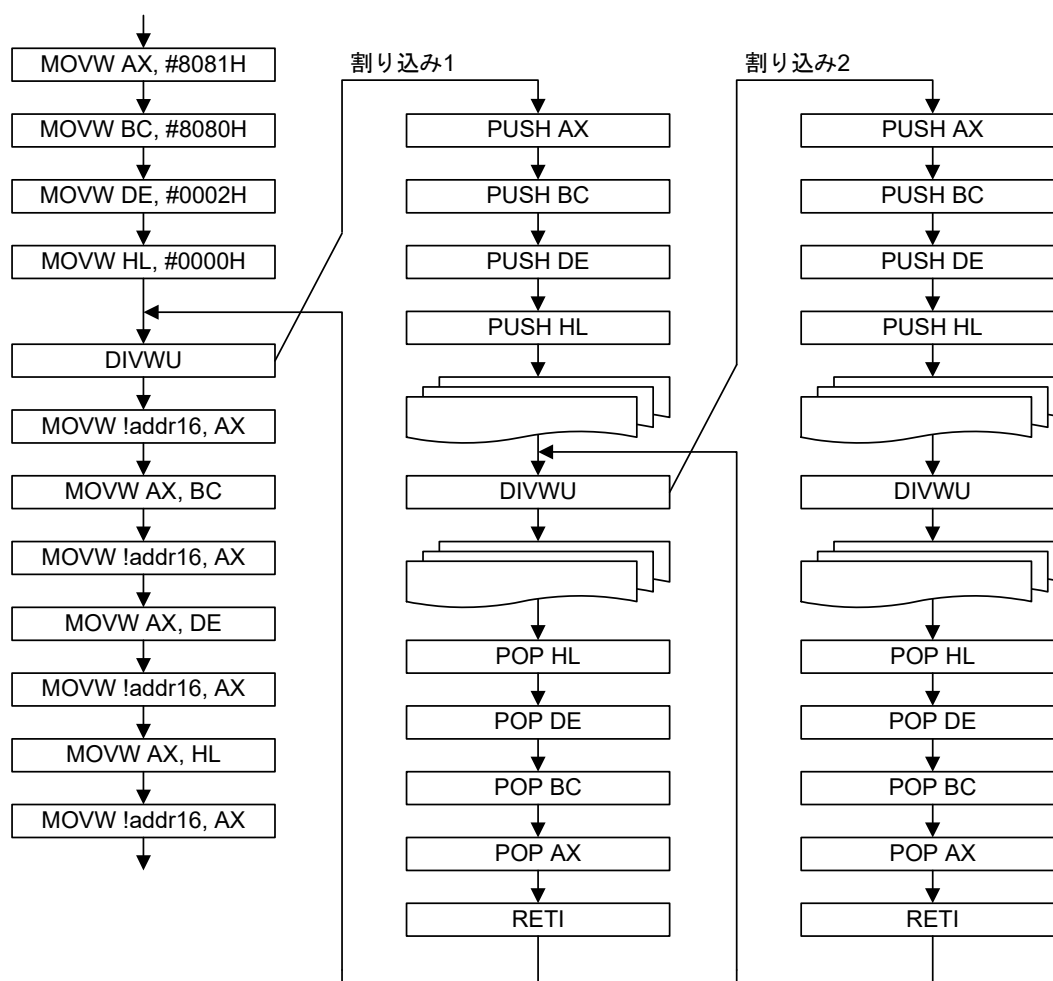 MOVW AX, #8081H
MOVW BC, #8080H
MOVW DE, #0002H
MOVW HL, #0000H
DIVWU
MOVW !addr16, AX
MOVW AX, BC
MOVW !addr16, AX
MOVW AX, DE
MOVW !addr16, AX
MOVW AX, HL
MOVW !addr16, AX
割り込み1
PUSH AX
PUSH BC
PUSH DE
PUSH HL
DIVWU
POP HL
POP DE
POP BC
POP AX
RETI
割り込み2
PUSH AX
PUSH BC
PUSH DE
PUSH HL
DIVWU
POP HL
POP DE
POP BC
POP AX
RETI